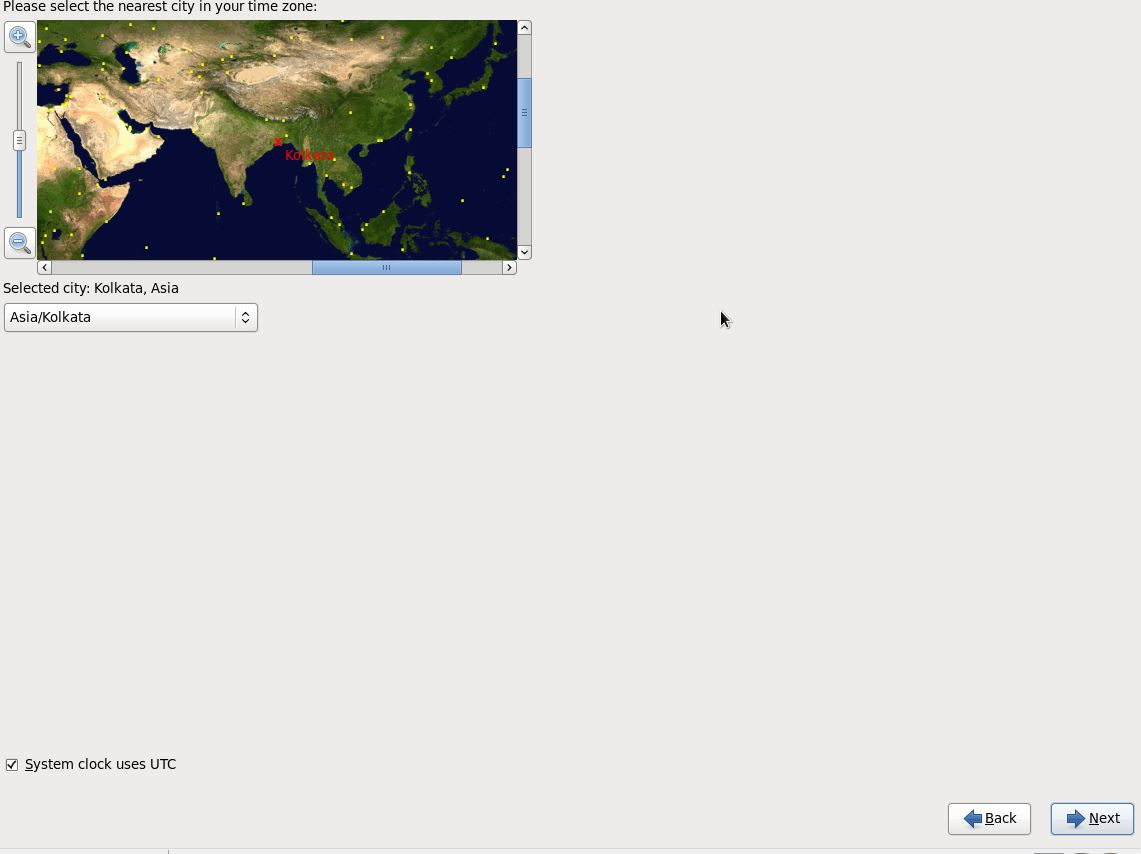 Please select the nearest city in your time zone:
Kolkata
Selected city: Kolkata, Asia
Asia/Kolkata
System clock uses UTC
Back
Next